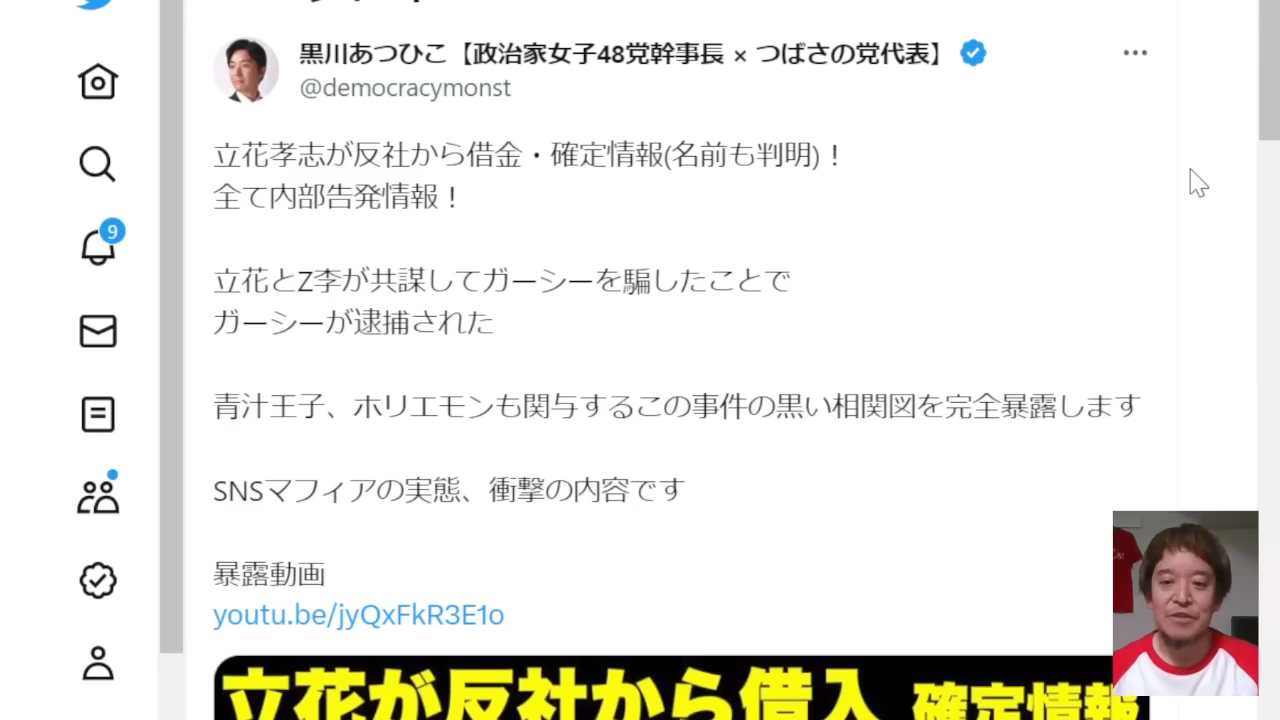 黒川あつひこ【政治家女子48党幹事長 × つばさの党代表】
@democracymonst
立花孝志が反社から借金・確定情報(名前も判明)！
全て内部告発情報！
立花とZ李が共謀してガーシーを騙したことで
ガーシーが逮捕された
青汁王子、ホリエモンも関与するこの事件の黒い相関図を完全暴露します
SNSマフィアの実態、衝撃の内容です
暴露動画
youtu.be/jyQxFkR3E1o
立花が反社から借入 確定情報
9